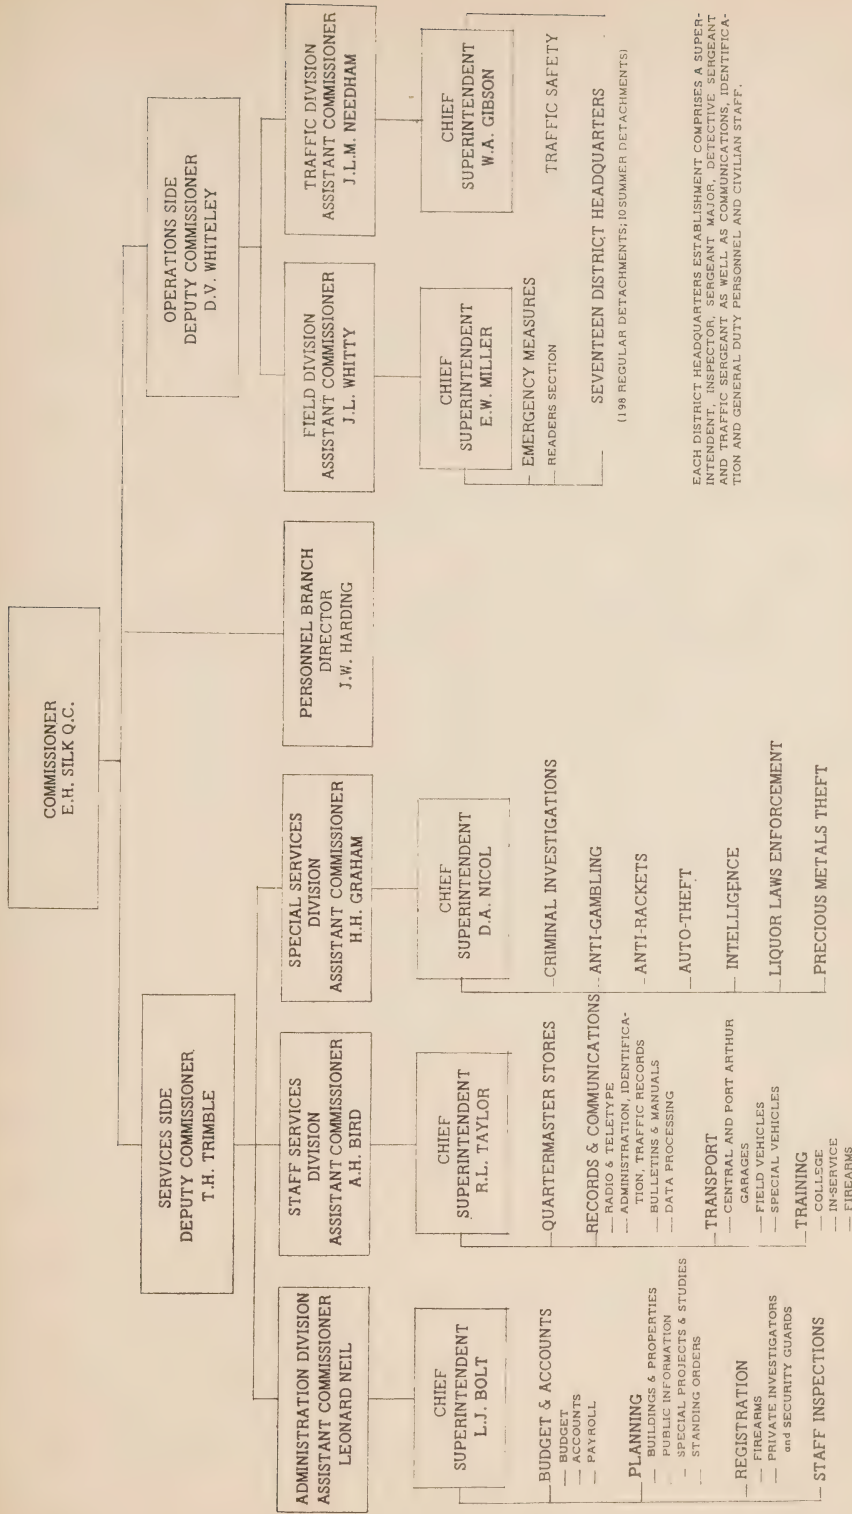 COMMISSIONER
E.H. SILK Q.C.
SERVICES SIDE
DEPUTY COMMISSIONER
T.H. TRIMBLE
OPERATIONS SIDE
DEPUTY COMMISSIONER
D.V. WHITELEY
ADMINISTRATION DIVISION
ASSISTANT COMMISSIONER
LEONARD NEIL
STAFF SERVICES
DIVISION
ASSISTANT COMMISSIONER
A.H. BIRD
SPECIAL SERVICES
DIVISION
ASSISTANT COMMISSIONER
H.H. GRAHAM
PERSONNEL BRANCH
DIRECTOR
J.W. HARDING
FIELD DIVISION
ASSISTANT COMMISSIONER
J.L. WHITTY
TRAFFIC DIVISION
ASSISTANT COMMISSIONER
J.L.M. NEEDHAM
CHIEF
SUPERINTENDENT
L.J. BOLT
BUDGET & ACCOUNTS
BUDGET
ACCOUNTS
PAYROLL
PLANNING
BUILDINGS & PROPERTIES
PUBLIC INFORMATION
SPECIAL PROJECTS & STUDIES
STANDING ORDERS
REGISTRATION
FIREARMS
PRIVATE INVESTIGATORS
and SECURITY GUARDS
STAFF INSPECTIONS
CHIEF
SUPERINTENDENT
R.L. TAYLOR
QUARTERMASTER STORES
RECORDS & COMMUNICATIONS
RADIO & TELETYPE
ADMINISTRATION, IDENTIFICA-
TION, TRAFFIC RECORDS
BULLETINS & MANUALS
DATA PROCESSING
TRANSPORT
CENTRAL AND PORT ARTHUR
GARAGES
FIELD VEHICLES
SPECIAL VEHICLES
TRAINING
COLLEGE
IN-SERVICE
FIREARMS
CHIEF
SUPERINTENDENT
D.A. NICOL
CRIMINAL INVESTIGATIONS
ANTI-GAMBLING
ANTI-RACKETS
AUTO-THEFT
INTELLIGENCE
LIQUOR LAWS ENFORCEMENT
PRECIOUS METALS THEFT
CHIEF
SUPERINTENDENT
E.W. MILLER
EMERGENCY MEASURES
READERS SECTION
CHIEF
SUPERINTENDENT
W.A. GIBSON
TRAFFIC SAFETY
SEVENTEEN DISTRICT HEADQUARTERS
(198 REGULAR DETACHMENTS; 10 SUMMER DETACHMENTS)
EACH DISTRICT HEADQUARTERS ESTABLISHMENT COMPRISES A SUPER-
INTENDENT, INSPECTOR, SERGEANT MAJOR, DETECTIVE SERGEANT
AND TRAFFIC SERGEANT AS WELL AS COMMUNICATIONS, IDENTIFICA-
TION AND GENERAL DUTY PERSONNEL AND CIVILIAN STAFF.